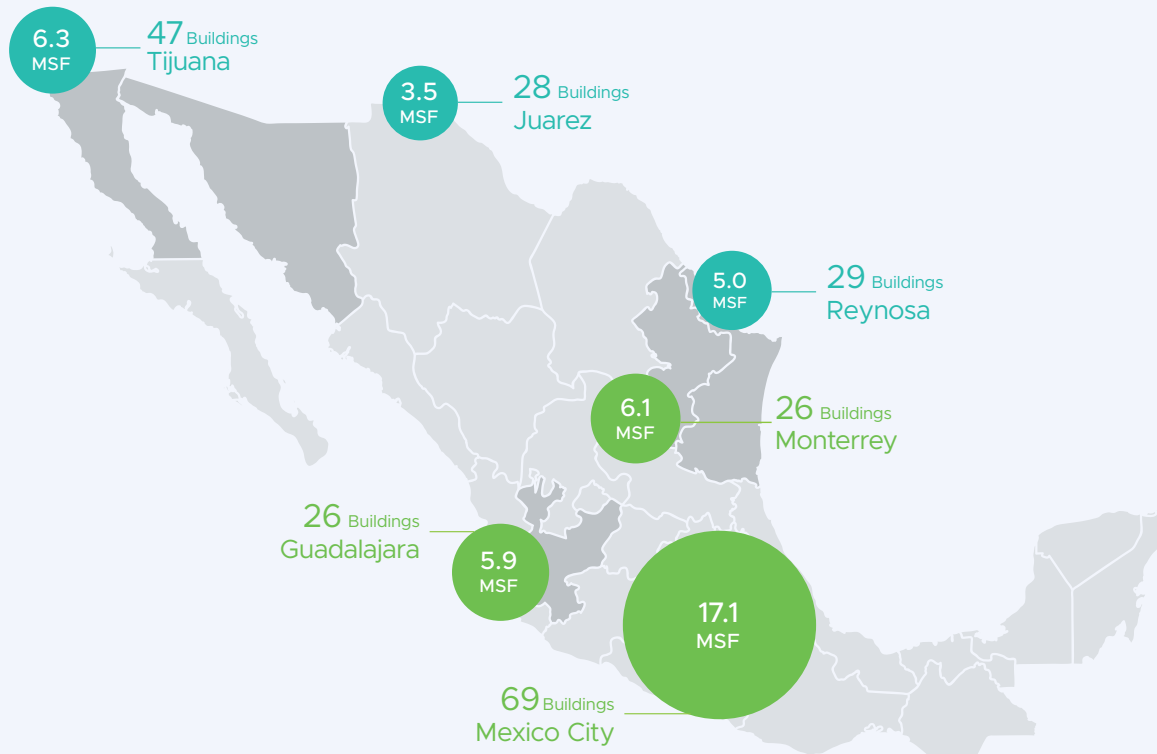 6.3
MSF
47 Buildings
Tijuana
3.5
MSF
28 Buildings
Juarez
5.0
MSF
29 Buildings
Reynosa
6.1
MSF
26 Buildings
Monterrey
26 Buildings
Guadalajara
5.9
MSF
17.1
MSF
69 Buildings
Mexico City